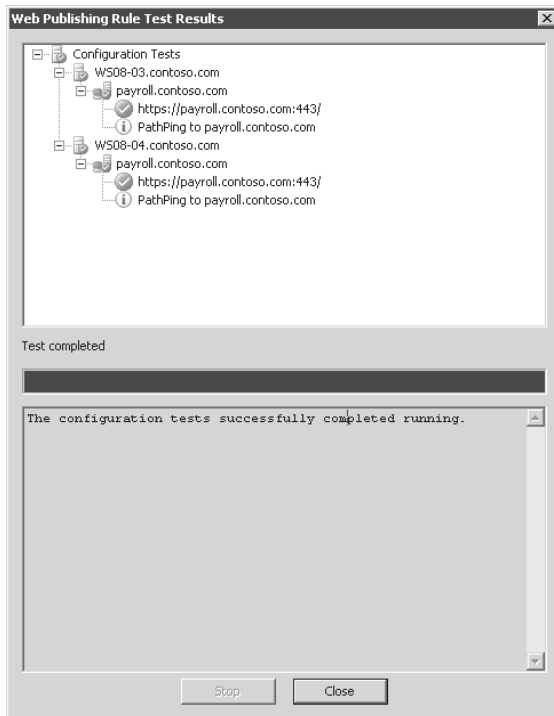 Web Publishing Rule Test Results
Configuration Tests
WS08-03.contoso.com
payroll.contoso.com
https://payroll.contoso.com:443/
PathPing to payroll.contoso.com
WS08-04.contoso.com
payroll.contoso.com
https://payroll.contoso.com:443/
PathPing to payroll.contoso.com
Test completed
The configuration tests successfully completed running.
Stop
Close